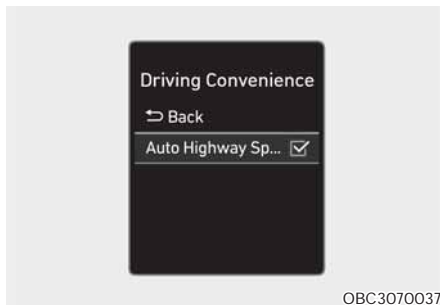 Driving Convenience
⮌ Back
Auto Highway Sp... ☑
OBC3070037